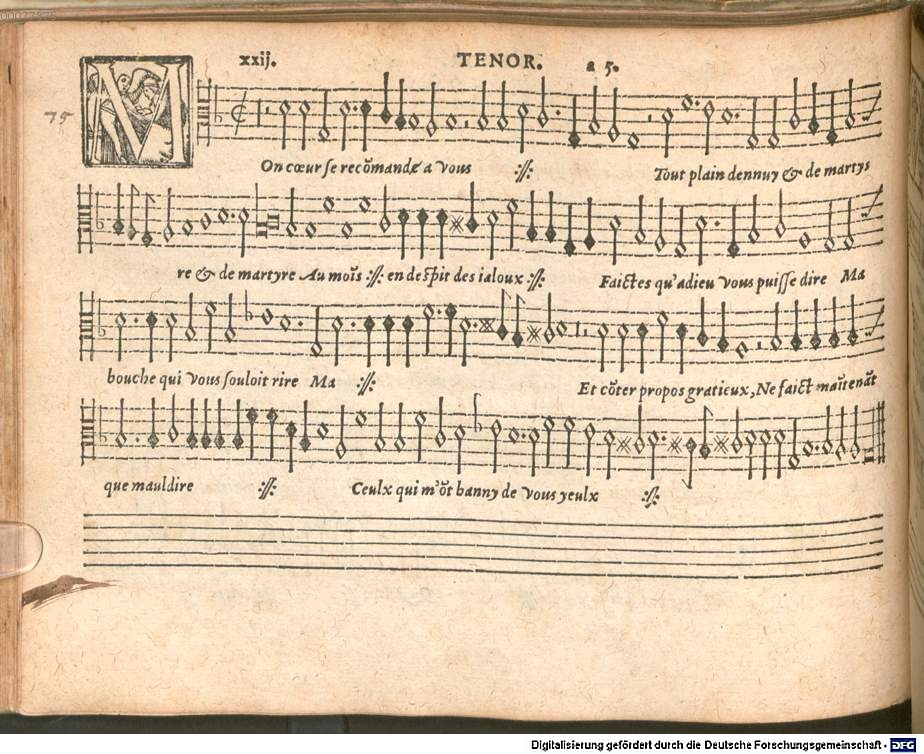 xxij. TENOR. a 5.
75
MOn cœur se recõmande a vous :||: Tout plain dennuy & de martys
re & de martyre Au moĩs :||: en despit des ialoux :||: Faictes qu'adieu vous puisse dire Ma
bouche qui vous souloit rire Ma :||: Et cõter propos gratieux, Ne faict maĩtenãt
que mauldire :||: Ceulx qui m'õt banny de vous yeulx :||:
Digitalisierung gefördert durch die Deutsche Forschungsgemeinschaft - DFG